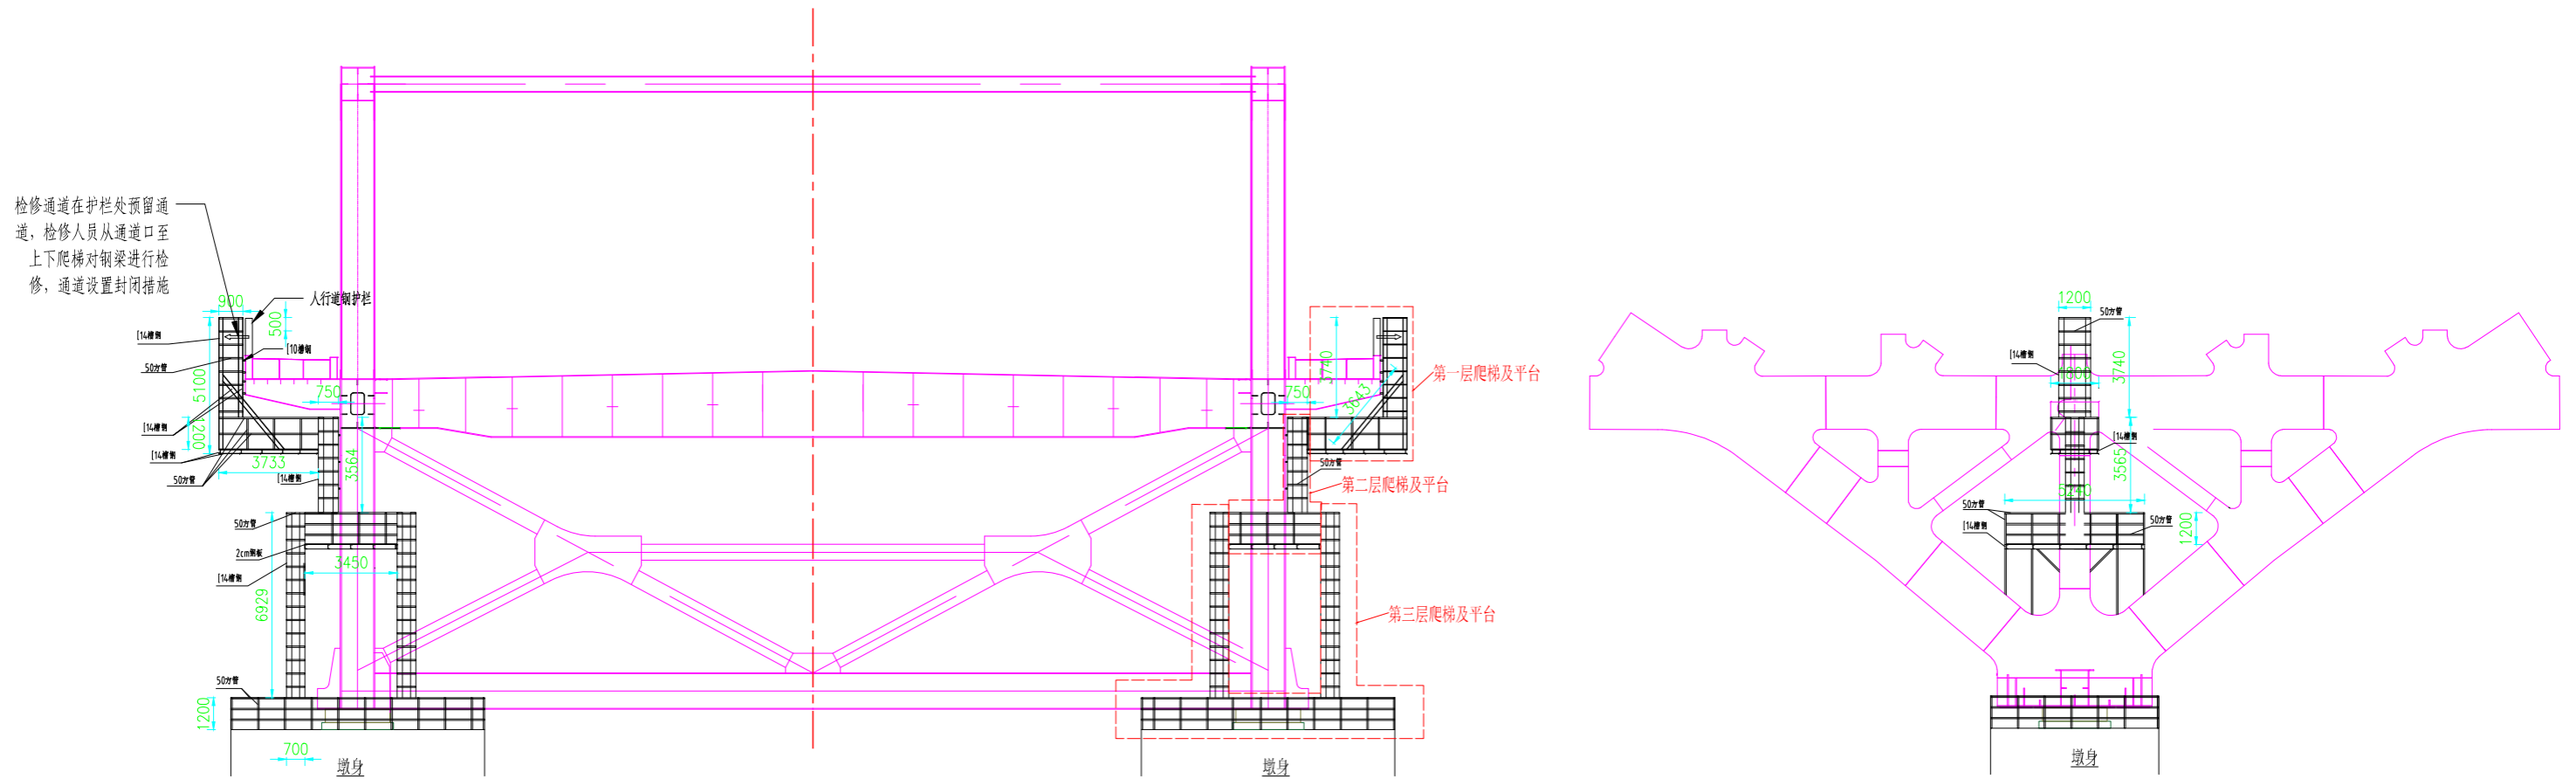 检修通道在护栏处预留通
道，检修人员从通道口至
上下爬梯对钢梁进行检
修，通道设置封闭措施
900
人行道钢护栏
500
[14槽钢
[10槽钢
50方管
5100
750
[14槽钢
1200
[14槽钢
3733
50方管
[14槽钢
3564
50方管
2cm钢板
[14槽钢
3450
6929
50方管
1200
700
墩身
3740
750
3643
第一层爬梯及平台
50方管
第二层爬梯及平台
第三层爬梯及平台
墩身
1200
50方管
[14槽钢
3740
[14槽钢
3565
50方管
[14槽钢
50方管
1200
墩身